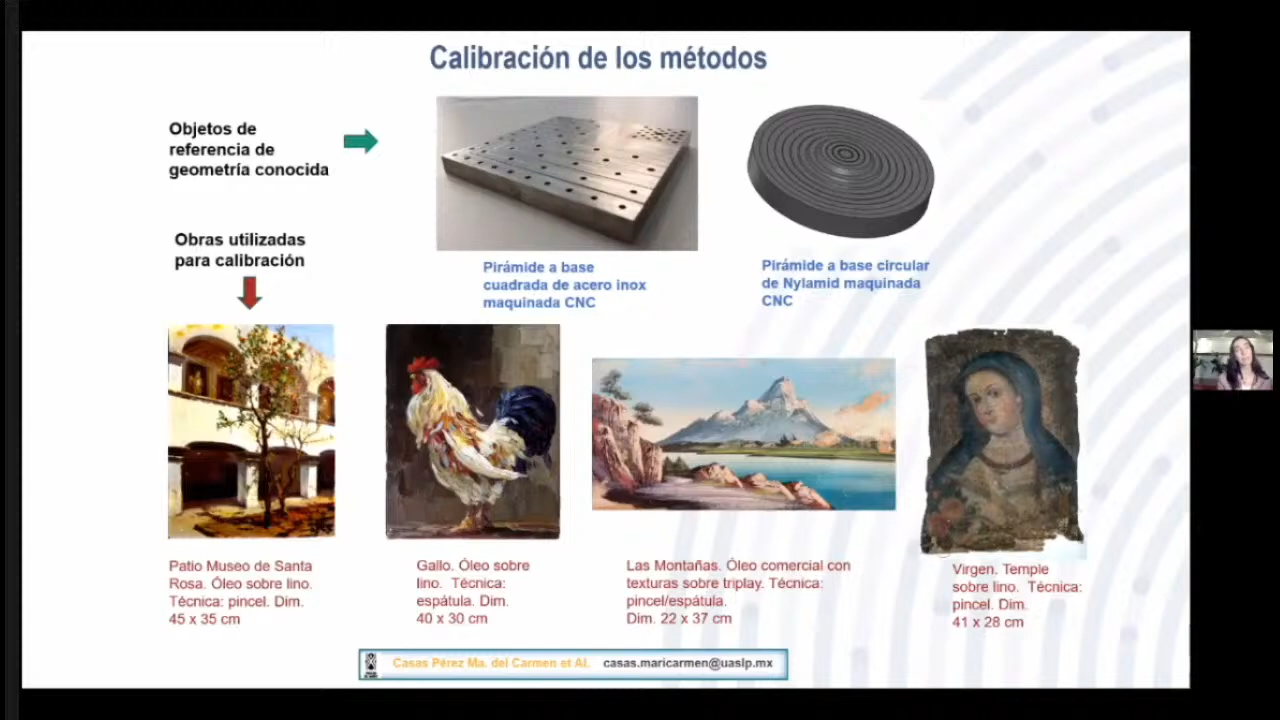 Calibración de los métodos
Objetos de
referencia de
geometría conocida
Pirámide a base
cuadrada de acero inox
maquinada CNC
Pirámide a base circular
de Nylamid maquinada
CNC
Obras utilizadas
para calibración
Patio Museo de Santa
Rosa. Óleo sobre lino.
Técnica: pincel. Dim.
45 x 35 cm
Gallo. Óleo sobre
lino. Técnica:
espátula. Dim.
40 x 30 cm
Las Montañas. Óleo comercial con
texturas sobre triplay. Técnica:
pincel/espátula.
Dim. 22 x 37 cm
Virgen. Temple
sobre lino. Técnica:
pincel. Dim.
41 x 28 cm
Casas Pérez Ma. del Carmen et Al. casas.maricarmen@uaslp.mx